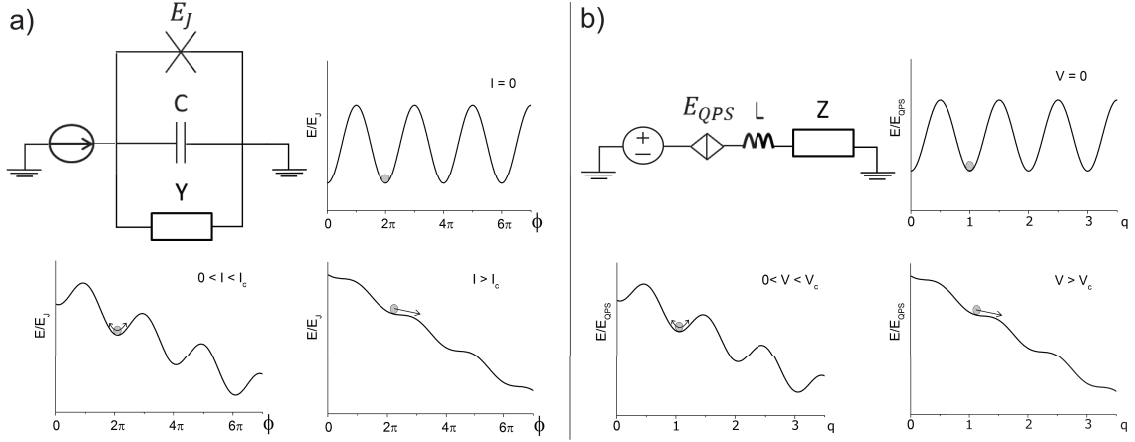 a)
E_J
C
Y
I = 0
E/E_J
0 2π 4π 6π ϕ
0 < I < I_c
E/E_J
0 2π 4π 6π ϕ
I > I_c
E/E_J
0 2π 4π 6π ϕ
b)
E_QPS
L
Z
+
−
V = 0
E/E_QPS
0 1 2 3 q
0< V < V_c
E/E_QPS
0 1 2 3 q
V > V_c
E/E_QPS
0 1 2 3 q